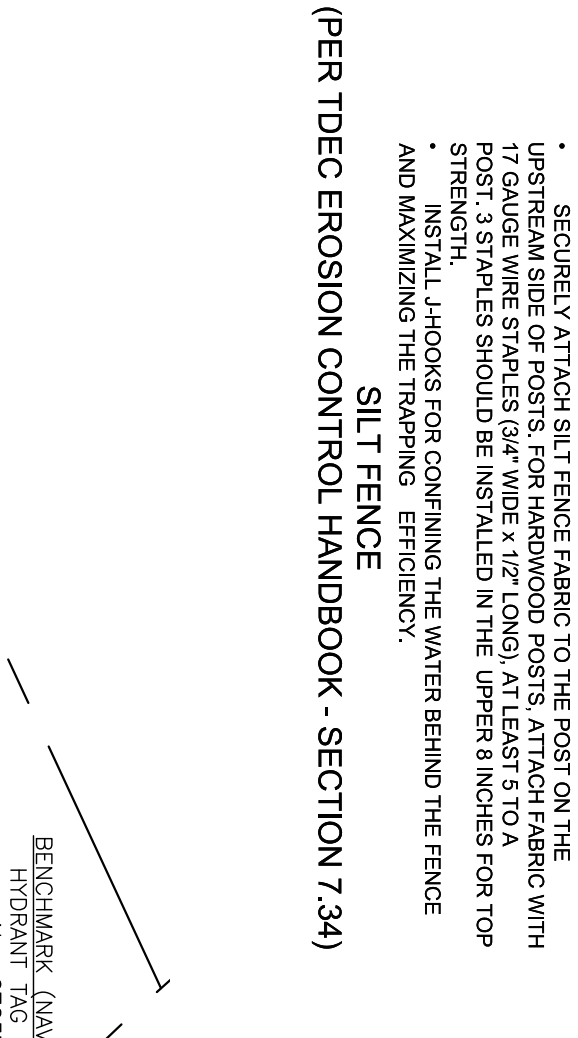 • SECURELY ATTACH SILT FENCE FABRIC TO THE POST ON THE
UPSTREAM SIDE OF POSTS. FOR HARDWOOD POSTS, ATTACH FABRIC WITH
17 GAUGE WIRE STAPLES (3/4" WIDE x 1/2" LONG), AT LEAST 5 TO A
POST. 3 STAPLES SHOULD BE INSTALLED IN THE UPPER 8 INCHES FOR TOP
STRENGTH.
• INSTALL J-HOOKS FOR CONFINING THE WATER BEHIND THE FENCE
AND MAXIMIZING THE TRAPPING EFFICIENCY.
SILT FENCE
(PER TDEC EROSION CONTROL HANDBOOK - SECTION 7.34)
BENCHMARK (NAV
HYDRANT TAG